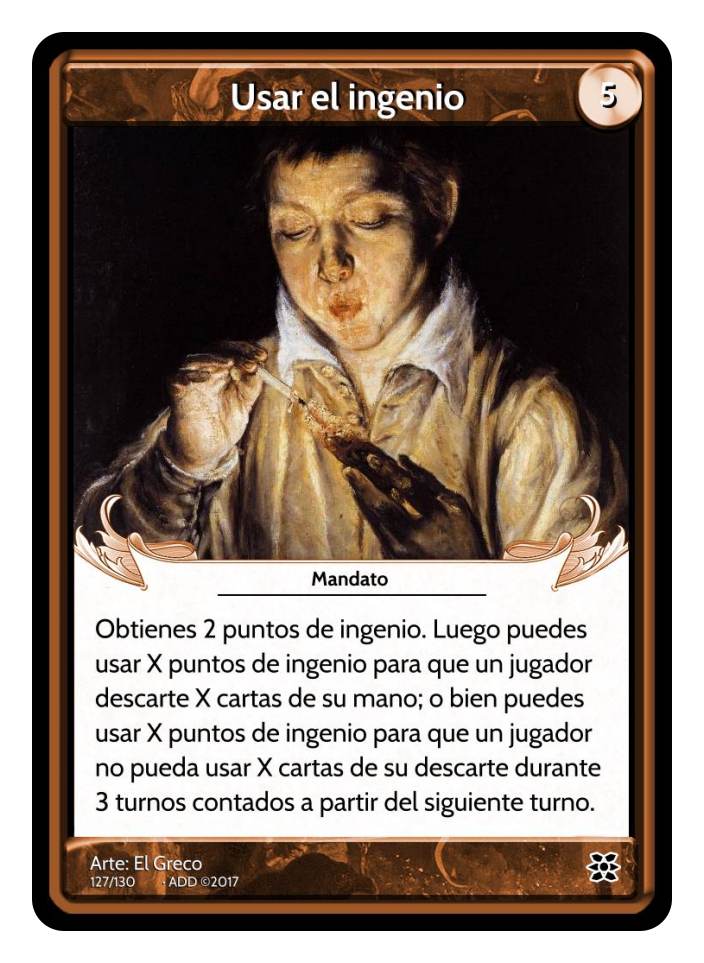 Usar el ingenio
5
Mandato
Obtienes 2 puntos de ingenio. Luego puedes
usar X puntos de ingenio para que un jugador
descarte X cartas de su mano; o bien puedes
usar X puntos de ingenio para que un jugador
no pueda usar X cartas de su descarte durante
3 turnos contados a partir del siguiente turno.
Arte: El Greco
127/130 · ADD ©2017